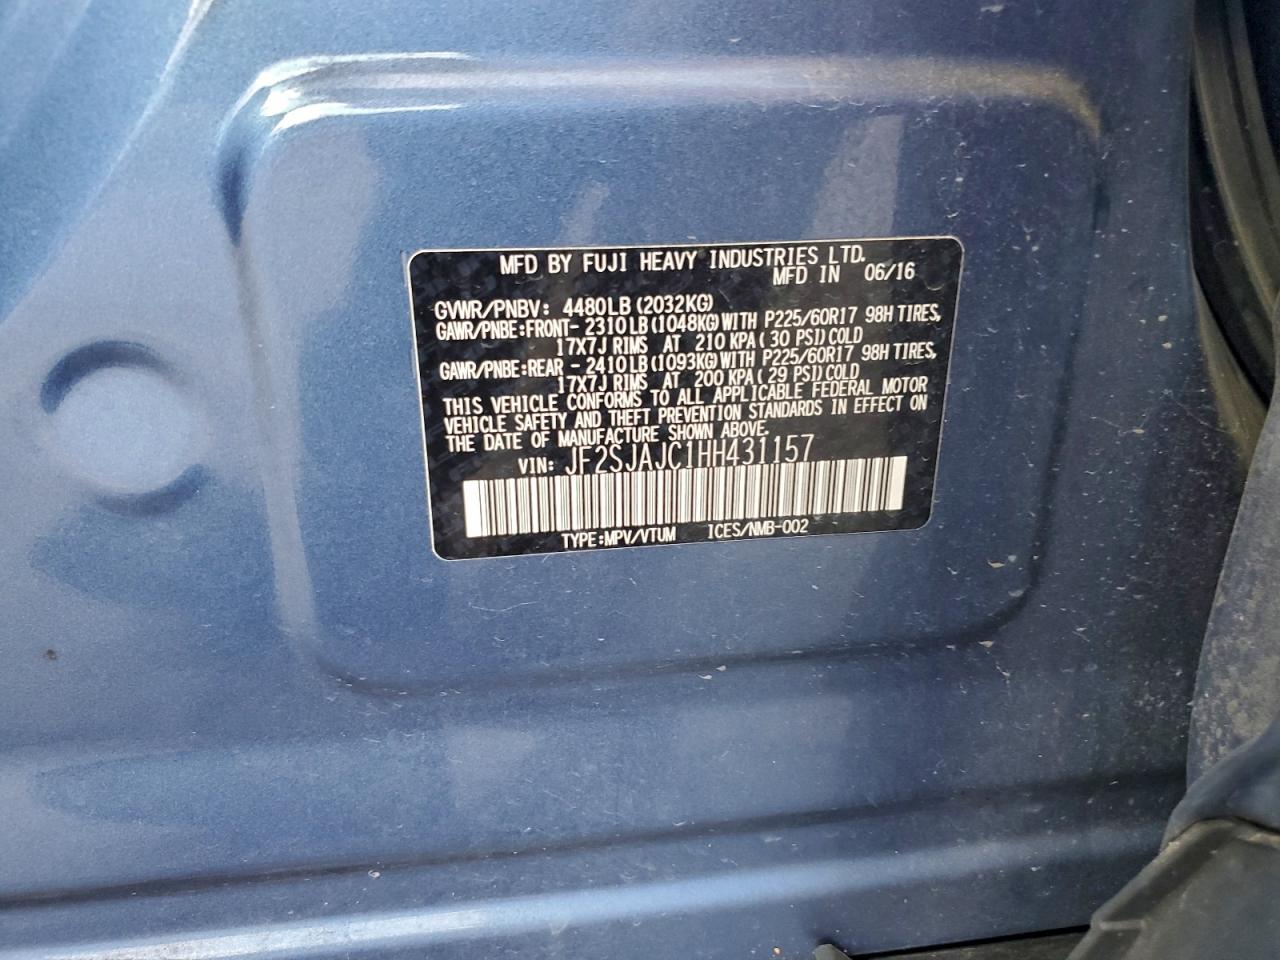 MFD BY FUJI HEAVY INDUSTRIES LTD.
MFD IN 06/16
GVWR/PNBV: 4480LB (2032KG)
GAWR/PNBE:FRONT- 2310LB (1048KG) WITH P225/60R17 98H TIRES,
17X7J RIMS AT 210 KPA ( 30 PSI) COLD
GAWR/PNBE:REAR - 2410LB (1093KG) WITH P225/60R17 98H TIRES,
17X7J RIMS AT 200 KPA ( 29 PSI) COLD
THIS VEHICLE CONFORMS TO ALL APPLICABLE FEDERAL MOTOR
VEHICLE SAFETY AND THEFT PREVENTION STANDARDS IN EFFECT ON
THE DATE OF MANUFACTURE SHOWN ABOVE.
VIN: JF2SJAJC1HH431157
TYPE:MPV/VTUM ICES/NMB-002